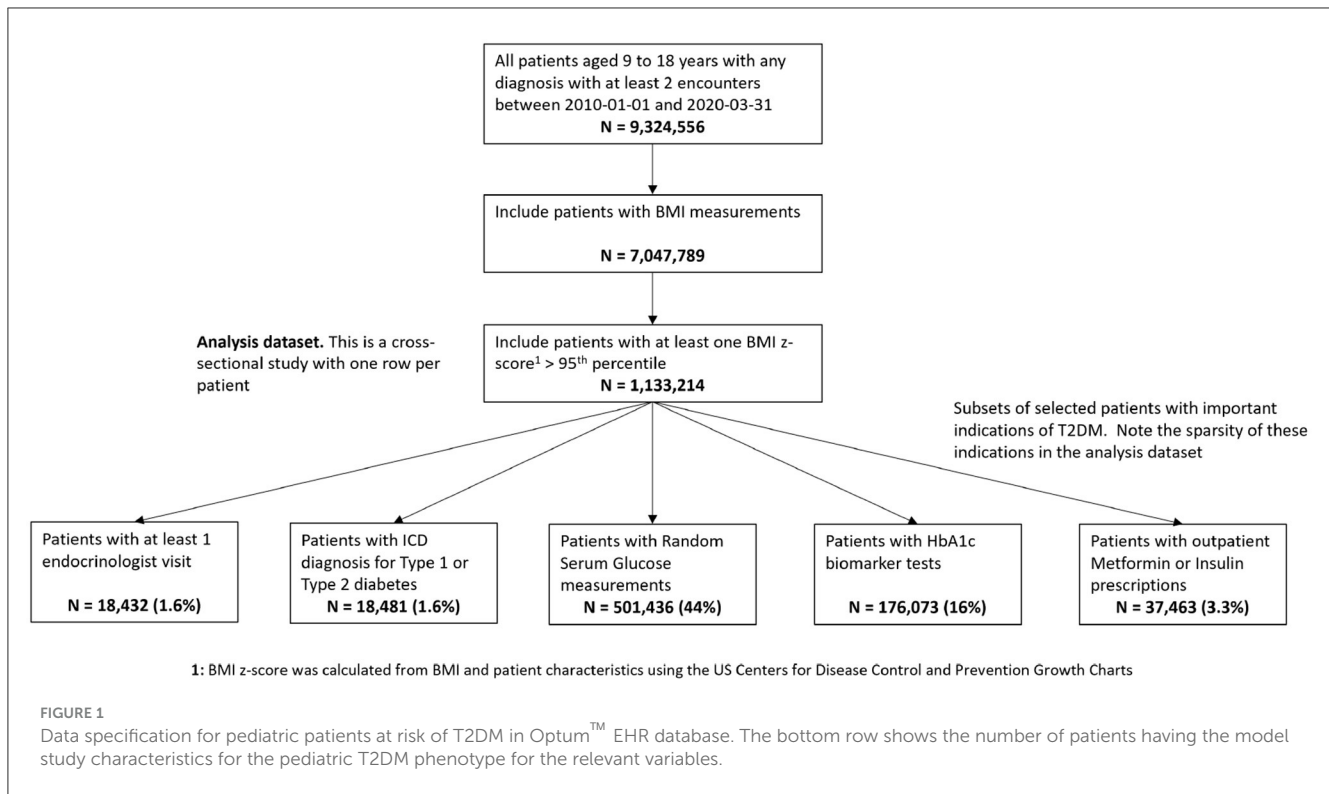 All patients aged 9 to 18 years with any
diagnosis with at least 2 encounters
between 2010-01-01 and 2020-03-31
N = 9,324,556
Include patients with BMI measurements
N = 7,047,789
Analysis dataset. This is a cross-
sectional study with one row per
patient
Include patients with at least one BMI z-
score¹ > 95th percentile
N = 1,133,214
Subsets of selected patients with important
indications of T2DM. Note the sparsity of these
indications in the analysis dataset
Patients with at least 1
endocrinologist visit
N = 18,432 (1.6%)
Patients with ICD
diagnosis for Type 1 or
Type 2 diabetes
N = 18,481 (1.6%)
Patients with Random
Serum Glucose
measurements
N = 501,436 (44%)
Patients with HbA1c
biomarker tests
N = 176,073 (16%)
Patients with outpatient
Metformin or Insulin
prescriptions
N = 37,463 (3.3%)
1: BMI z-score was calculated from BMI and patient characteristics using the US Centers for Disease Control and Prevention Growth Charts
FIGURE 1
Data specification for pediatric patients at risk of T2DM in Optum™ EHR database. The bottom row shows the number of patients having the model
study characteristics for the pediatric T2DM phenotype for the relevant variables.